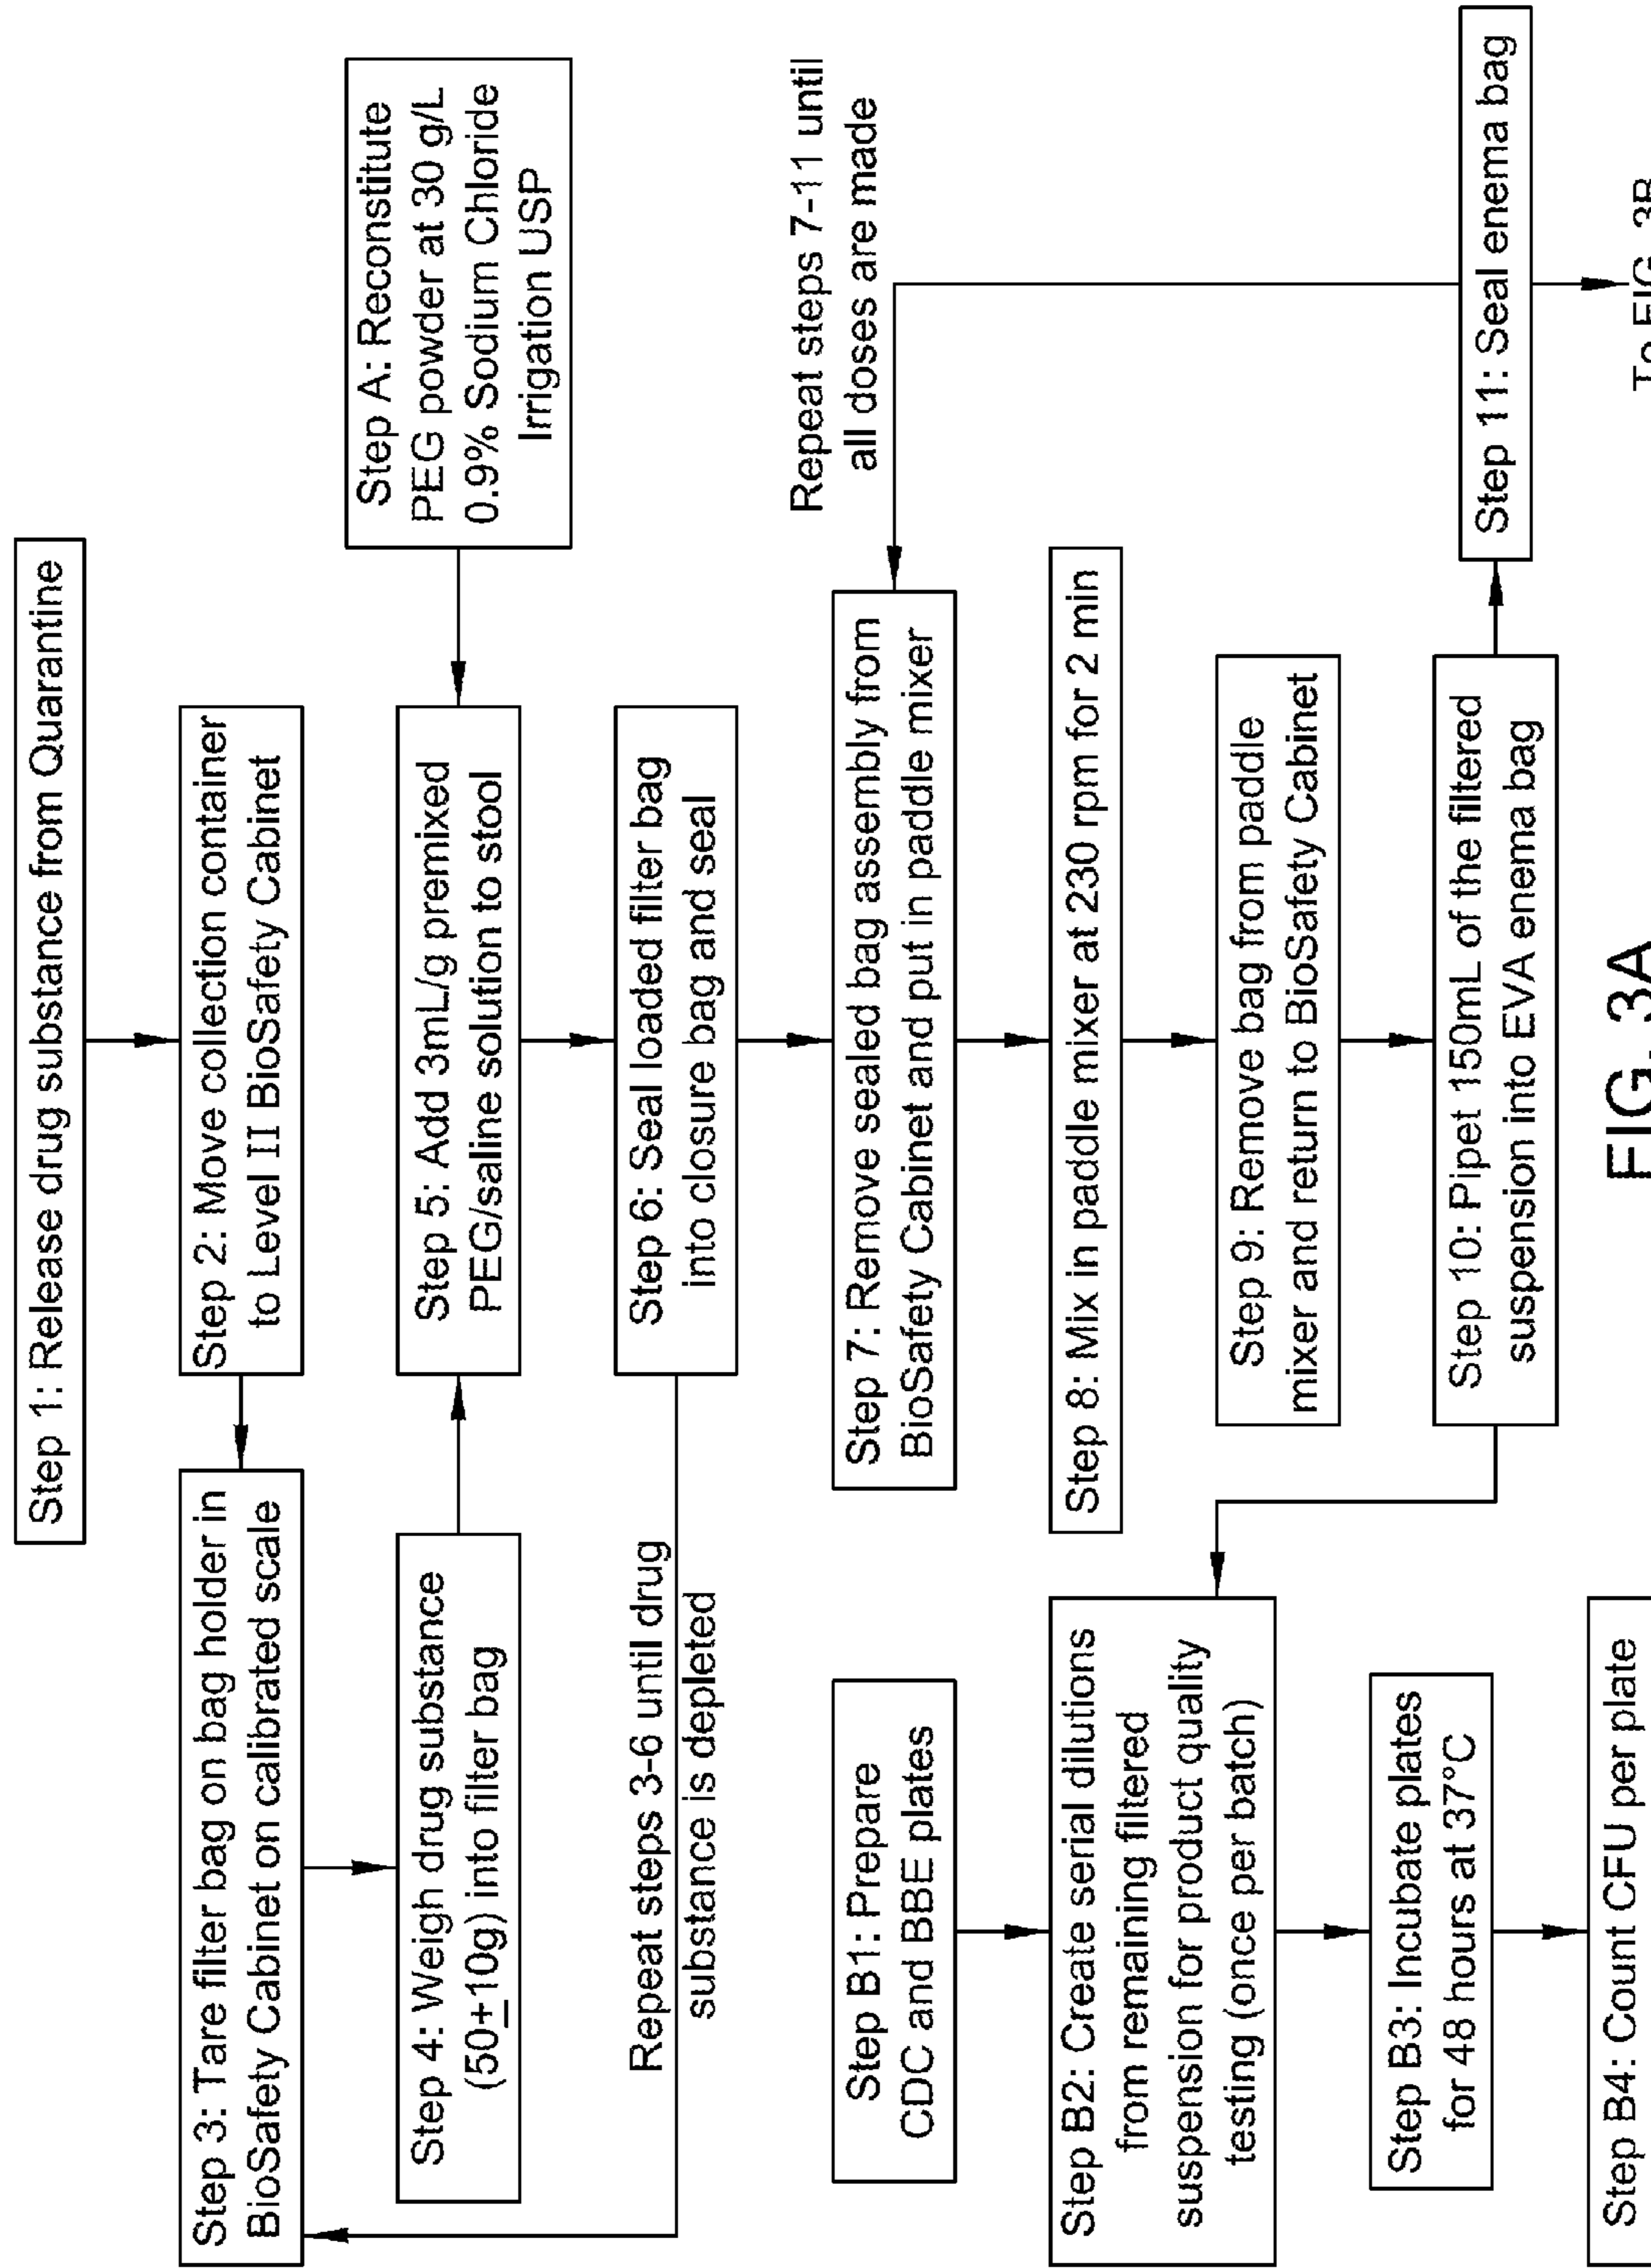 Step 1: Release drug substance from Quarantine
Step 2: Move collection container
to Level II BioSafety Cabinet
Step 3: Tare filter bag on bag holder in
BioSafety Cabinet on calibrated scale
Step 4: Weigh drug substance
(50±10g) into filter bag)
Step A: Reconstitute
PEG powder at 30 g/L
0.9% Sodium Chloride
Irrigation USP
Step 5: Add 3mL/g premixed
PEG/saline solution to stool
Step 6: Seal loaded filter bag
into closure bag and seal
Repeat steps 3-6 until drug
substance is depleted
Step 7: Remove sealed bag assembly from
BioSafety Cabinet and put in paddle mixer
Repeat steps 7-11 until
all doses are made
Step 8: Mix in paddle mixer at 230 rpm for 2 min
Step 9: Remove bag from paddle
mixer and return to BioSafety Cabinet
Step 10: Pipet 150mL of the filtered
suspension into EVA enema bag
Step 11: Seal enema bag
To FIG. 3B
Step B1: Prepare
CDC and BBE plates
Step B2: Create serial dilutions
from remaining filtered
suspension for product quality
testing (once per batch)
Step B3: Incubate plates
for 48 hours at 37°C
Step B4: Count CFU per plate
FIG. 3A